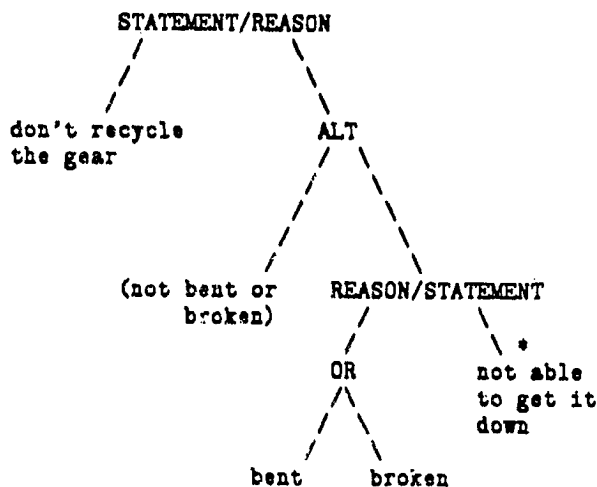 STATEMENT/REASON
don't recycle
the gear
ALT
(not bent or
broken)
REASON/STATEMENT
OR
*
not able
to get it
down
bent
broken